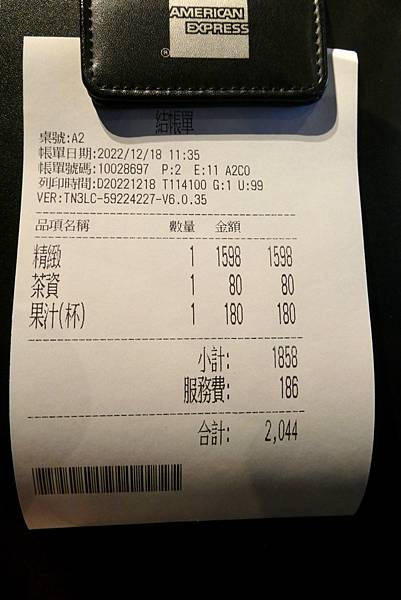 AMERICAN
EXPRESS
®
結帳單
桌號:A2
帳單日期:2022/12/18 11:35
帳單號碼:10028697 P:2 E:11 A2C0
列印時間:D20221218 T114100 G:1 U:99
VER:TN3LC-59224227-V6.0.35
品項名稱 數量 金額
精緻 1 1598 1598
茶資 1 80 80
果汁(杯) 1 180 180
小計: 1858
服務費: 186
合計: 2,044